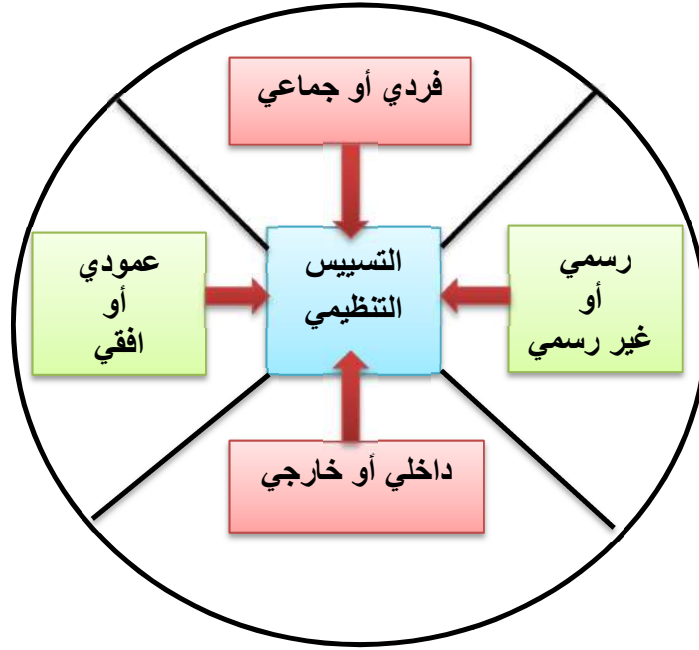 فردي أو جماعي
رسمي
أو
غير رسمي
التسييس
التنظيمي
عمودي
أو
افقي
داخلي أو خارجي